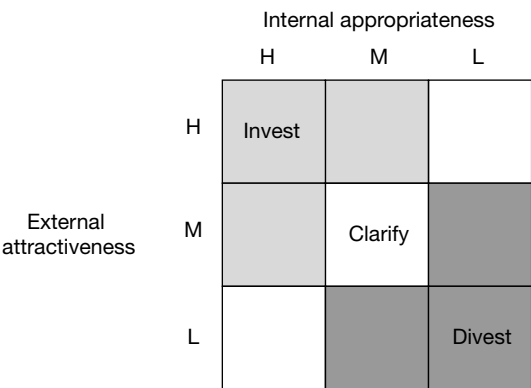 Internal appropriateness
H M L
H Invest
External
attractiveness
M Clarify
L Divest